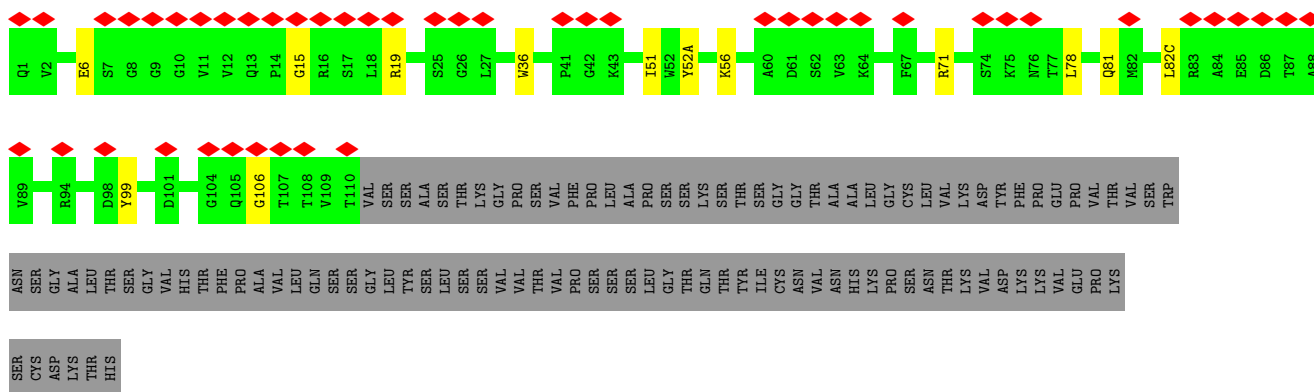 Q1 V2 E6 S7 G8 G9 G10 V11 V12 Q13 P14 G15 R16 S17 L18 R19 S25 G26 L27 W36 P41 G42 K43 I51 W52 Y52A K56 A60 D61 S62 V63 K64 F67 R71 S74 K75 N76 T77 L78 Q81 M82 L82C R83 A84 E85 D86 T87 A88
V89 R94 D98 Y99 D101 G104 Q105 G106 T107 T108 V109 T110 VAL SER SER ALA SER THR LYS GLY PRO SER VAL PHE PRO LEU ALA PRO SER SER LYS SER THR SER GLY GLY THR ALA ALA LEU GLY CYS LEU VAL LYS ASP TYR PHE PRO GLU PRO VAL THR VAL SER TRP
ASN SER GLY ALA LEU THR SER GLY VAL HIS THR PHE PRO ALA VAL LEU GLN SER SER GLY LEU TYR SER LEU SER SER VAL VAL THR VAL PRO SER SER SER LEU GLY THR GLN THR TYR ILE CYS ASN VAL ASN HIS LYS PRO SER ASN THR LYS VAL ASP LYS LYS VAL GLU PRO LYS
SER CYS ASP LYS THR HIS